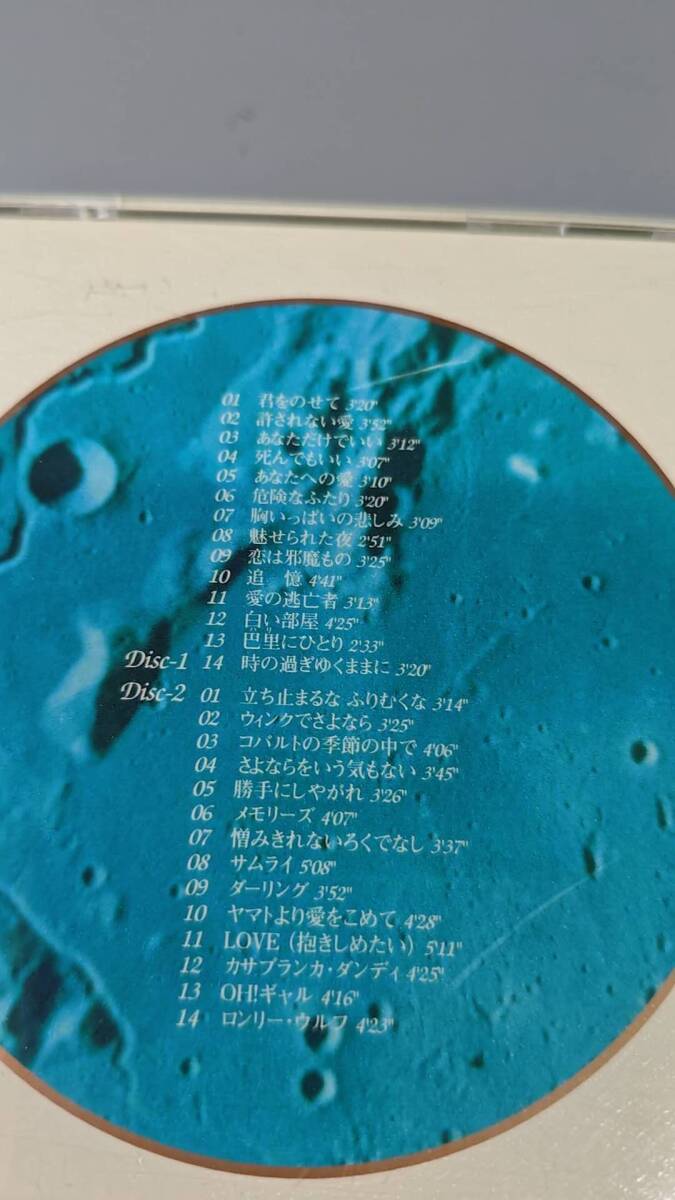 01 君をのせて 3'20"
02 許されない愛 3'52"
03 あなただけでいい 3'12"
04 死んでもいい 3'07"
05 あなたへの愛 3'10"
06 危険なふたり 3'20"
07 胸いっぱいの悲しみ 3'09"
08 魅せられた夜 2'51"
09 恋は邪魔もの 3'25"
10 追 憶 4'41"
11 愛の逃亡者 3'13"
12 白い部屋 4'25"
13 巴里にひとり 2'33"
Disc-1 14 時の過ぎゆくままに 3'20"
Disc-2 01 立ち止まるな ふりむくな 3'14"
02 ウィンクでさよなら 3'25"
03 コバルトの季節の中で 4'06"
04 さよならをいう気もない 3'45"
05 勝手にしやがれ 3'26"
06 メモリーズ 4'07"
07 憎みきれないろくでなし 3'37"
08 サムライ 5'08"
09 ダーリング 3'52"
10 ヤマトより愛をこめて 4'28"
11 LOVE (抱きしめたい) 5'11"
12 カサブランカ・ダンディ 4'25"
13 OH!ギャル 4'16"
14 ロンリー・ウルフ 4'23"